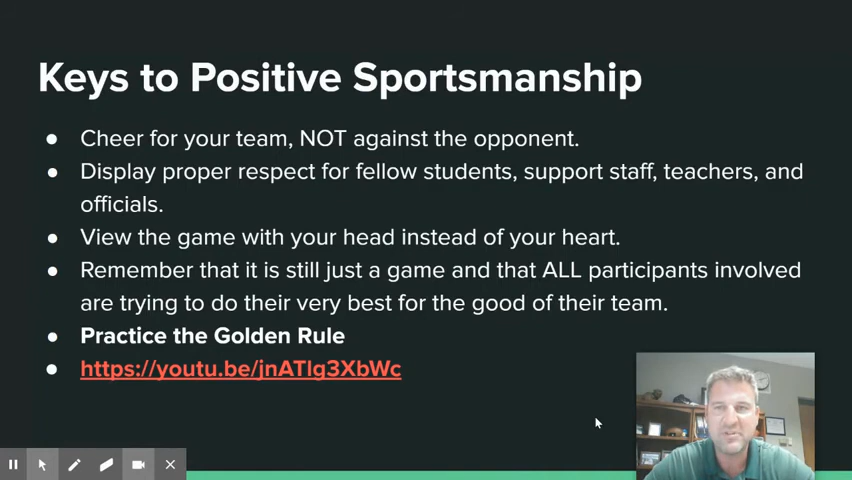 Keys to Positive Sportsmanship
● Cheer for your team, NOT against the opponent.
● Display proper respect for fellow students, support staff, teachers, and
officials.
● View the game with your head instead of your heart.
● Remember that it is still just a game and that ALL participants involved
are trying to do their very best for the good of their team.
● Practice the Golden Rule
● https://youtu.be/jnATlg3XbWc